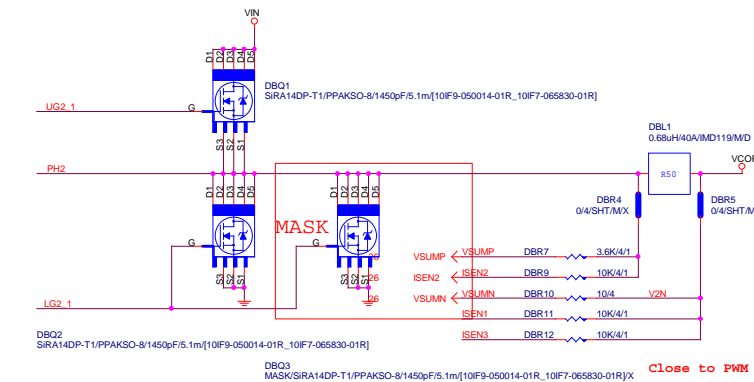 VIN
D1 D2 D3 D4 D5
DBQ1
SiRA14DP-T1/PPAKSO-8/1450pF/5.1m/[10IF9-050014-01R_10IF7-065830-01R]
UG2_1
G
S3 S2 S1
DBL1
0.68uH/40A/IMD119/M/D
PH2
R50
D1 D2 D3 D4 D5
D1 D2 D3 D4 D5
DBR4
0/4/SHT/M/X
DBR5
MASK
G
G
26
VSUMP
VSUMP
DBR7
3.6K/4/1
26
ISEN2
ISEN2
DBR9
10K/4/1
S3 S2 S1
S3 S2 S1
26
VSUMN
VSUMN
DBR10
10/4
V2N
LG2_1
ISEN1
DBR11
10K/4/1
ISEN3
DBR12
10K/4/1
DBQ2
SiRA14DP-T1/PPAKSO-8/1450pF/5.1m/[10IF9-050014-01R_10IF7-065830-01R]
DBQ3
MASK/SiRA14DP-T1/PPAKSO-8/1450pF/5.1m/[10IF9-050014-01R_10IF7-065830-01R]/X
Close to PWM